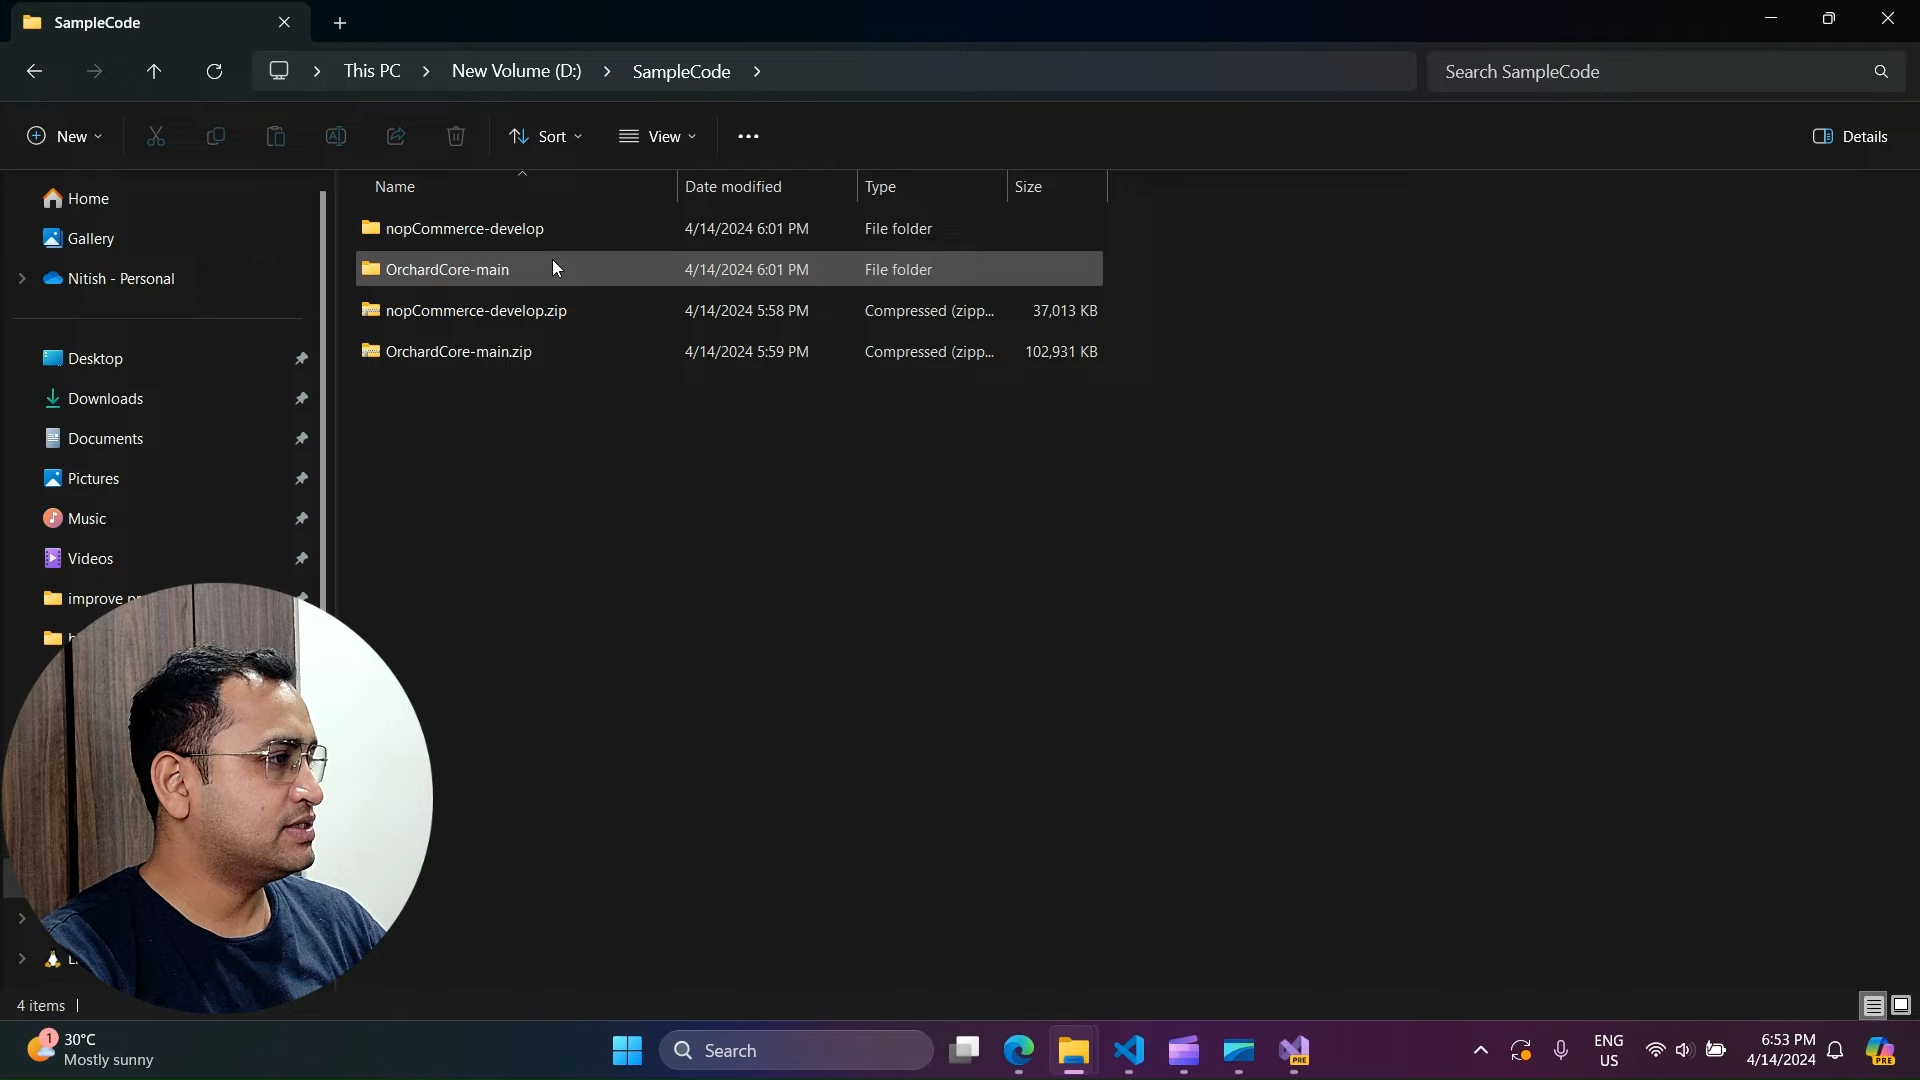 SampleCode
This PC
New Volume (D:)
SampleCode
Search SampleCode
New
Sort
View
Details
Name
Date modified
Type
Size
nopCommerce-develop 4/14/2024 6:01 PM File folder
OrchardCore-main 4/14/2024 6:01 PM File folder
nopCommerce-develop.zip 4/14/2024 5:58 PM Compressed (zipp... 37,013 KB
OrchardCore-main.zip 4/14/2024 5:59 PM Compressed (zipp... 102,931 KB
Home
Gallery
Nitish - Personal
Desktop
Downloads
Documents
Pictures
Music
Videos
improve
4 items
1
30°C
Mostly sunny
Search
PRE
ENG
US
6:53 PM
4/14/2024
PRE